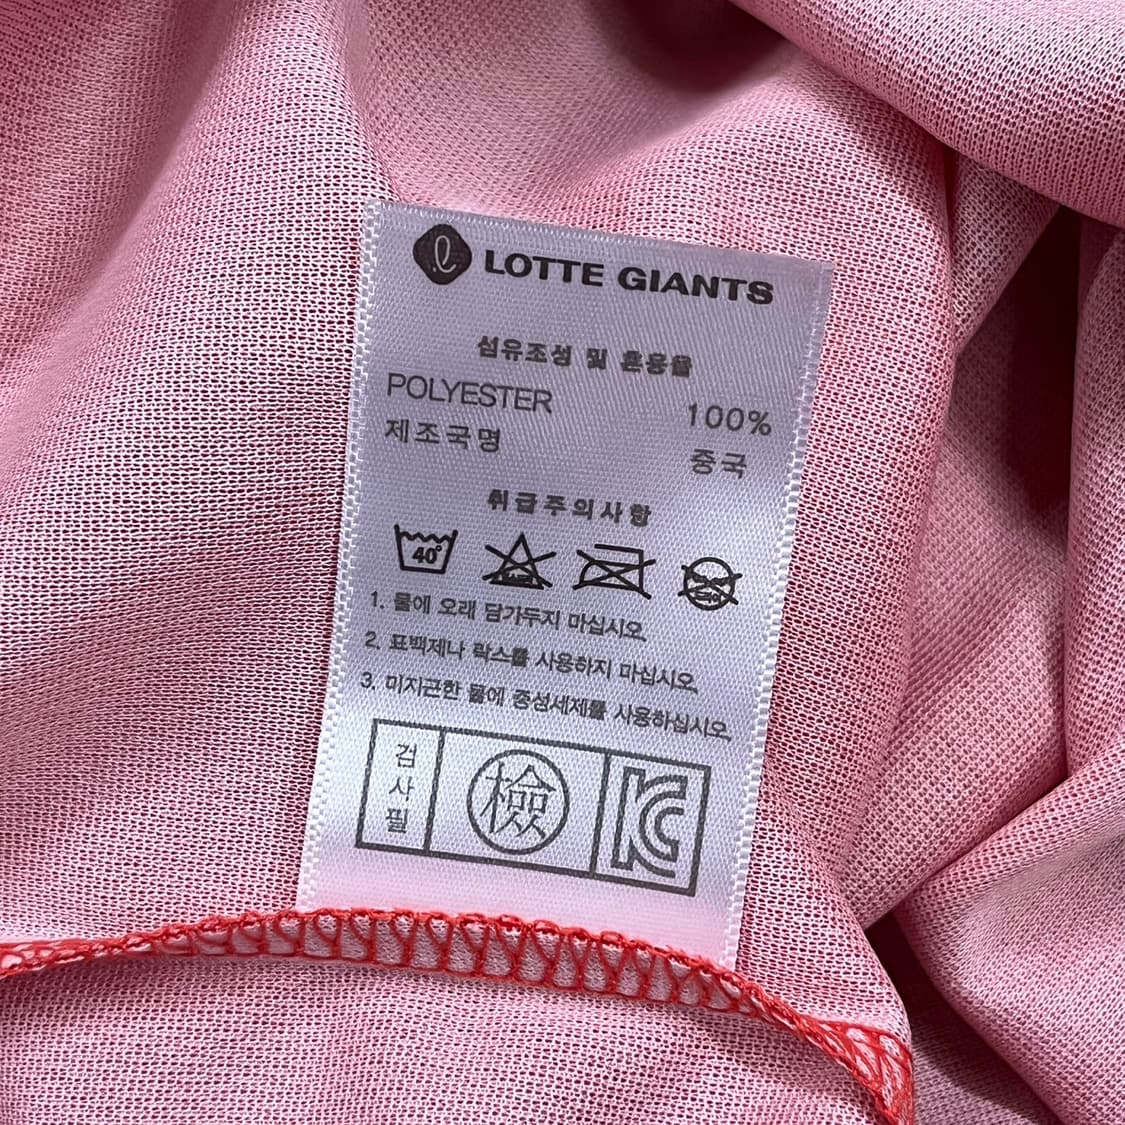 LOTTE GIANTS
섬유조성 및 혼용율
POLYESTER 100%
제조국명 중국
취급주의사항
40°
1. 물에 오래 담가두지 마십시오.
2. 표백제나 락스를 사용하지 마십시오.
3. 미지근한 물에 중성세제를 사용하십시오.
검사필 檢 KC